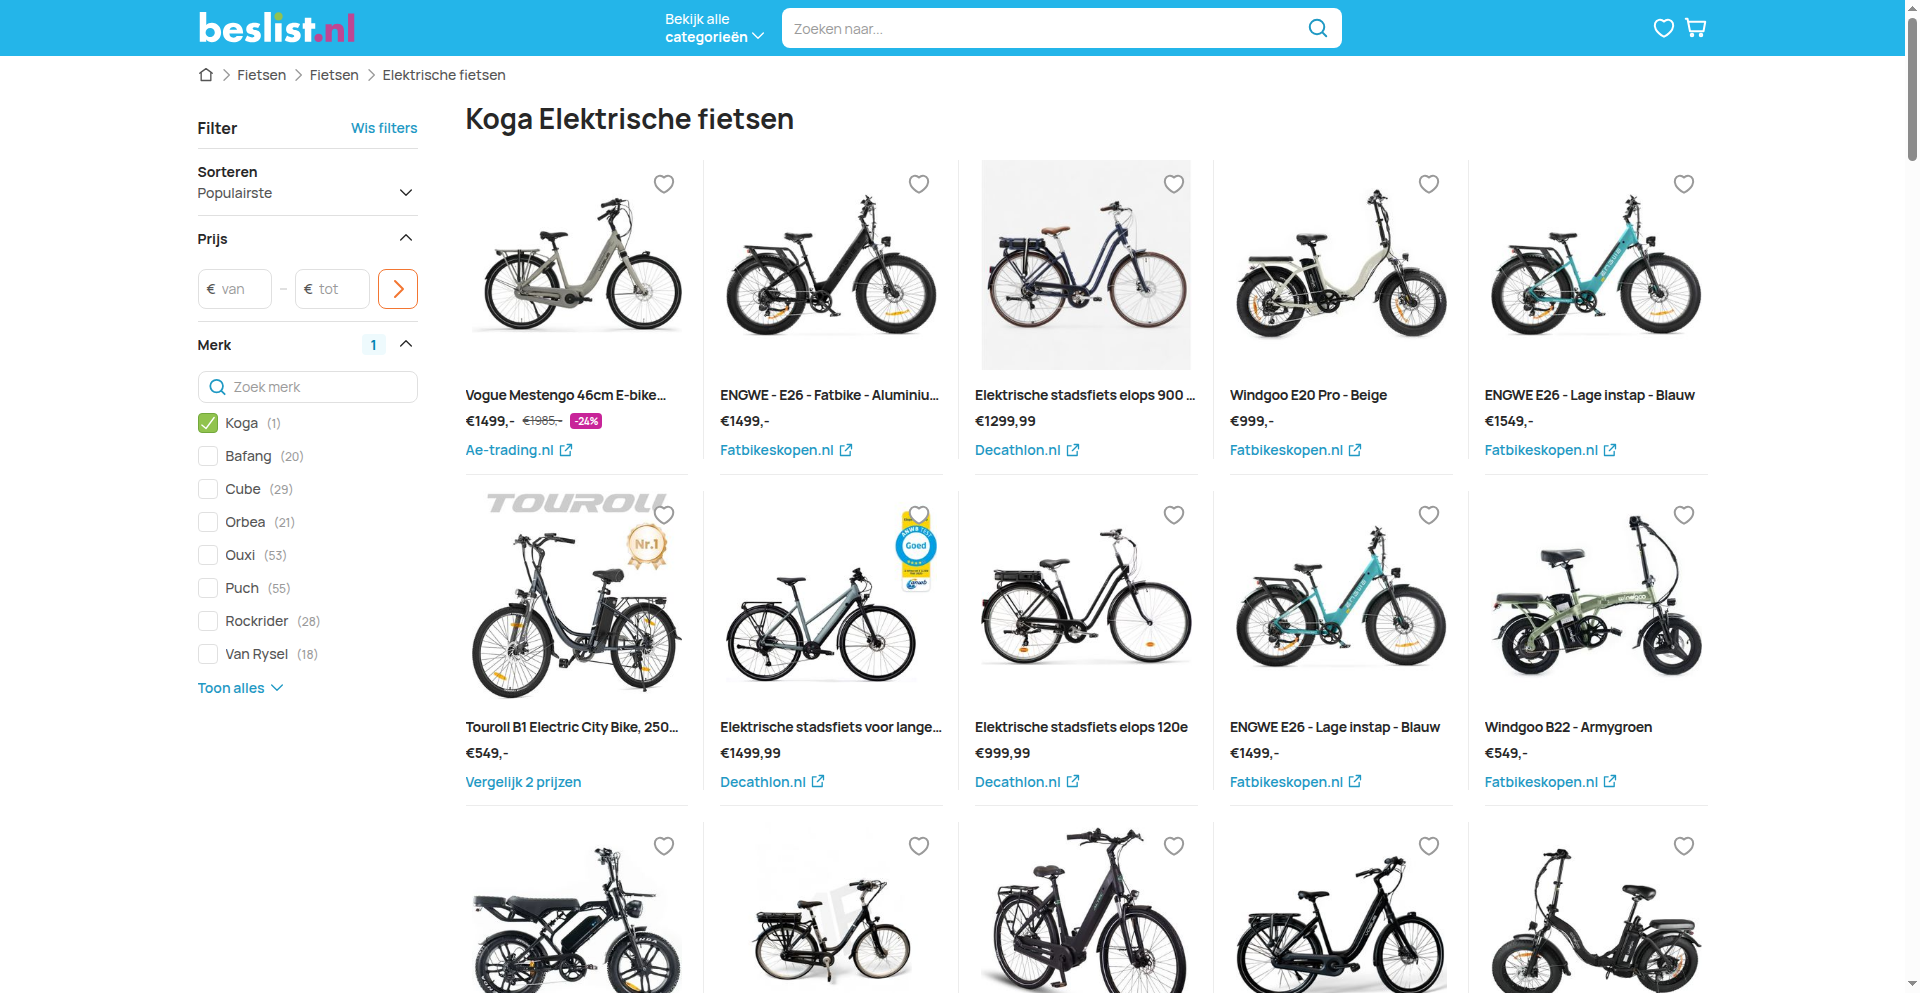 beslist.nl
Bekijk alle
categorieën
Zoeken naar...
Fietsen
Fietsen
Elektrische fietsen
Filter
Wis filters
Sorteren
Populairste
Prijs
€ van
–
€ tot
Merk
1
Zoek merk
Koga (1)
Bafang (20)
Cube (29)
Orbea (21)
Ouxi (53)
Puch (55)
Rockrider (28)
Van Rysel (18)
Toon alles
Koga Elektrische fietsen
Vogue Mestengo 46cm E-bike...
€1499,- €1985,- -24%
Ae-trading.nl
ENGWE - E26 - Fatbike - Aluminiu...
€1499,-
Fatbikeskopen.nl
Elektrische stadsfiets elops 900 ...
€1299,99
Decathlon.nl
Windgoo E20 Pro - Beige
€999,-
Fatbikeskopen.nl
ENGWE E26 - Lage instap - Blauw
€1549,-
Fatbikeskopen.nl
TOUROLL
Nr.1
Touroll B1 Electric City Bike, 250...
€549,-
Vergelijk 2 prijzen
Goed
Elektrische stadsfiets voor lange...
€1499,99
Decathlon.nl
Elektrische stadsfiets elops 120e
€999,99
Decathlon.nl
ENGWE E26 - Lage instap - Blauw
€1499,-
Fatbikeskopen.nl
Windgoo B22 - Armygroen
€549,-
Fatbikeskopen.nl